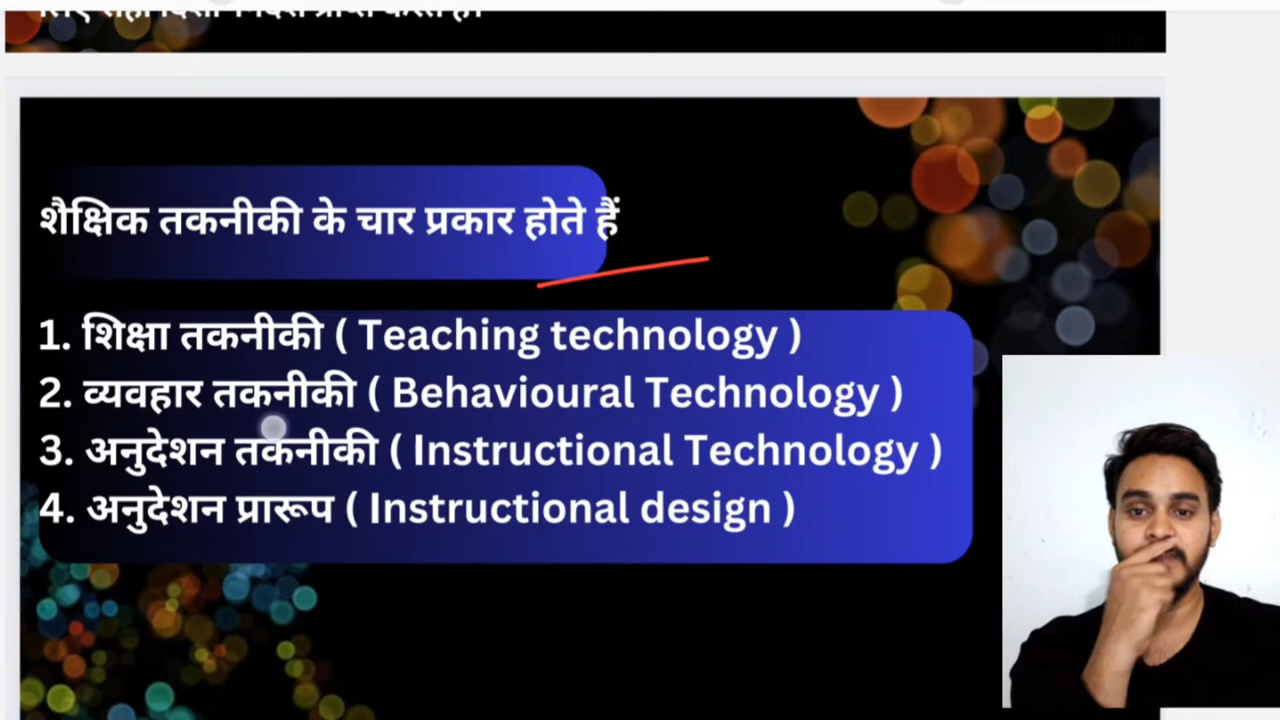 शैक्षिक तकनीकी के चार प्रकार होते हैं
1. शिक्षा तकनीकी ( Teaching technology )
2. व्यवहार तकनीकी ( Behavioural Technology )
3. अनुदेशन तकनीकी ( Instructional Technology )
4. अनुदेशन प्रारूप ( Instructional design )